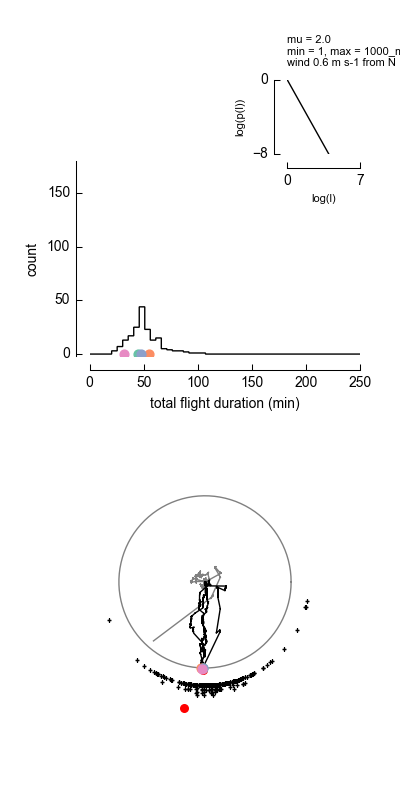 mu = 2.0
min = 1, max = 1000_m
wind 0.6 m s-1 from N
0
log(p(l))
−8
0 7
log(l)
150
100
50
0
count
0 50 100 150 200 250
total flight duration (min)